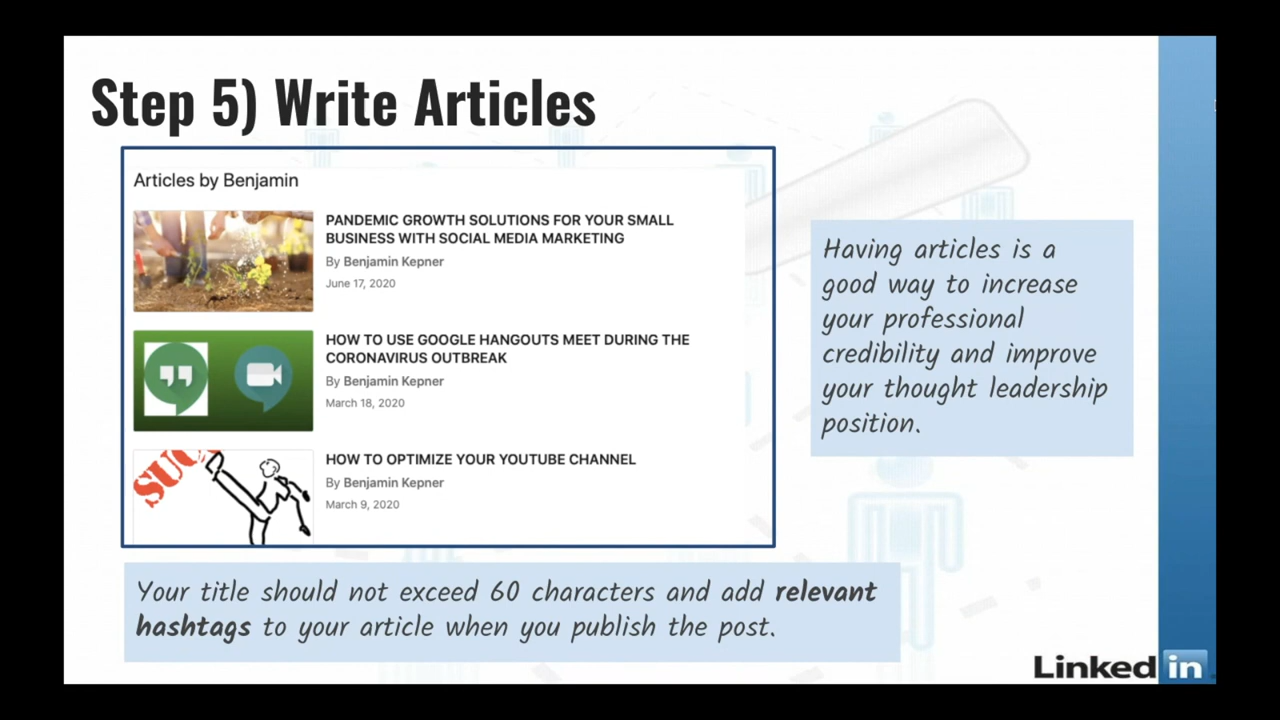 Step 5) Write Articles
Articles by Benjamin
PANDEMIC GROWTH SOLUTIONS FOR YOUR SMALL
BUSINESS WITH SOCIAL MEDIA MARKETING
By Benjamin Kepner
June 17, 2020
HOW TO USE GOOGLE HANGOUTS MEET DURING THE
CORONAVIRUS OUTBREAK
By Benjamin Kepner
March 18, 2020
HOW TO OPTIMIZE YOUR YOUTUBE CHANNEL
By Benjamin Kepner
March 9, 2020
Having articles is a
good way to increase
your professional
credibility and improve
your thought leadership
position.
Your title should not exceed 60 characters and add relevant
hashtags to your article when you publish the post.
Linked in